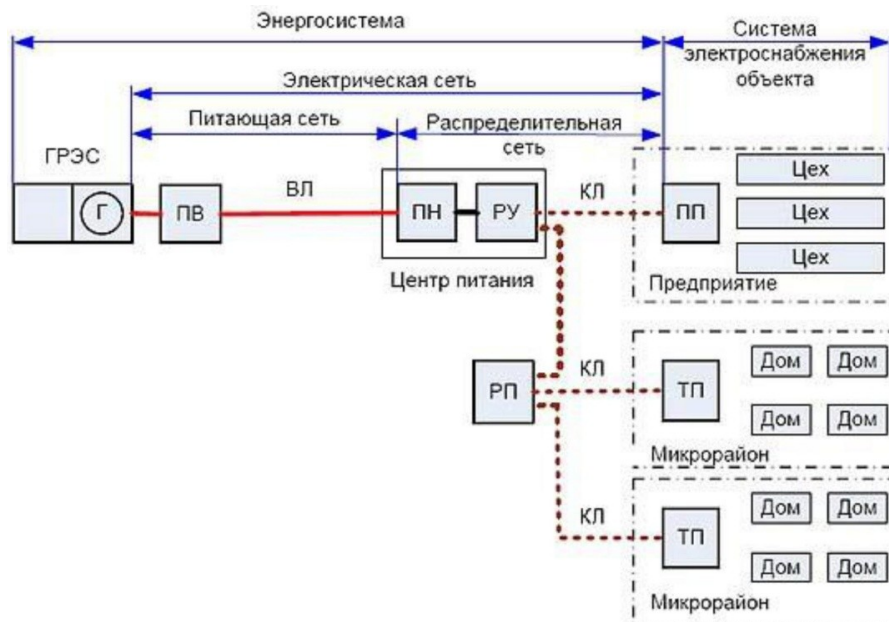 Энергосистема
Система
электроснабжения
объекта
Электрическая сеть
Питающая сеть
Распределительная
сеть
ГРЭС
Г
ПВ
ВЛ
ПН
РУ
КЛ
ПП
Цех
Цех
Цех
Центр питания
Предприятие
РП
КЛ
ТП
Дом
Дом
Дом
Дом
Микрорайон
КЛ
ТП
Дом
Дом
Дом
Дом
Микрорайон